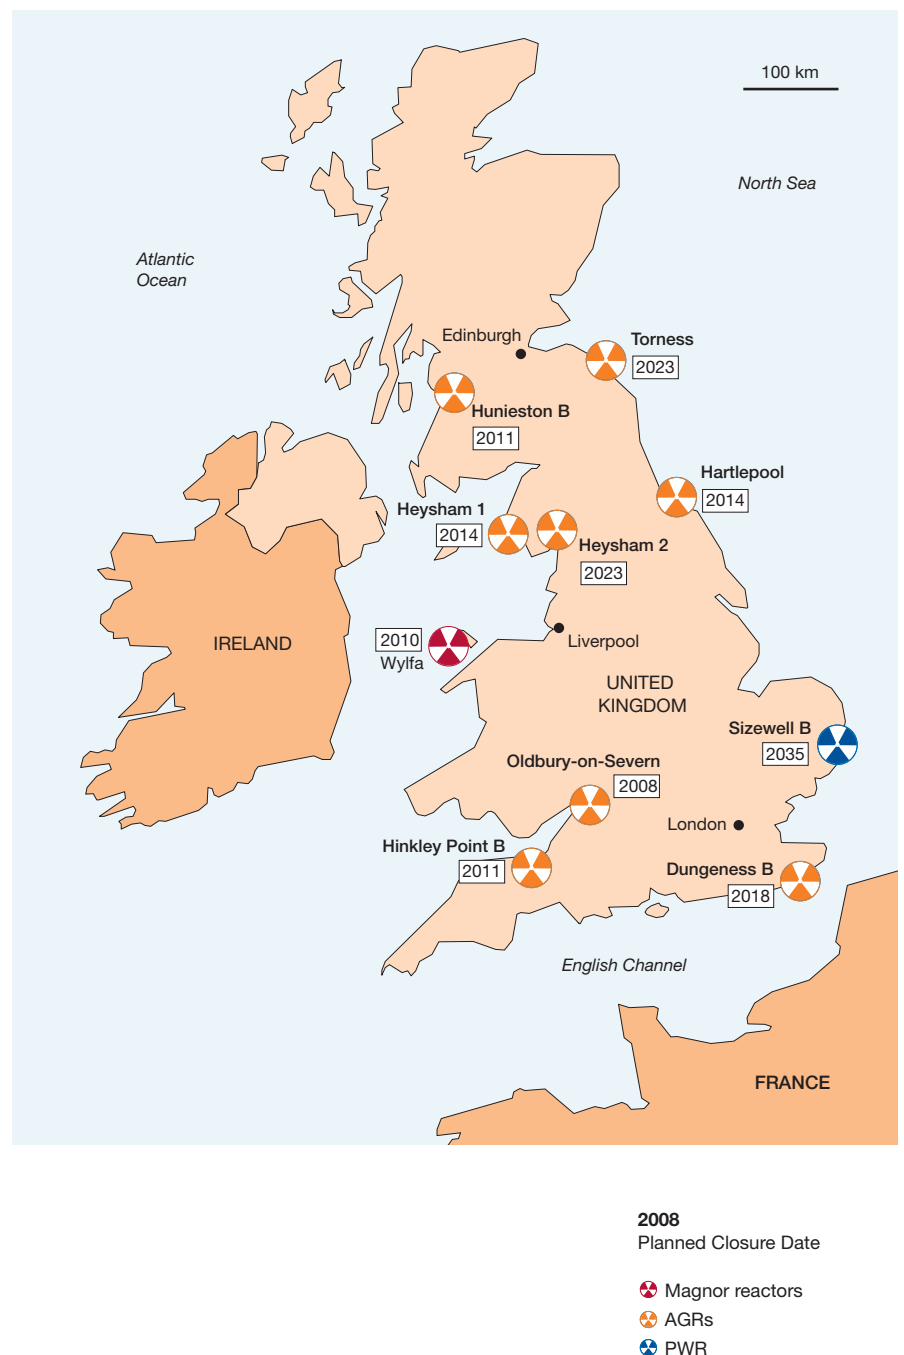 100 km
North Sea
Atlantic
Ocean
Edinburgh
Torness
2023
Hunieston B
2011
Hartlepool
2014
Heysham 1
2014
Heysham 2
2023
IRELAND
2010
Wylfa
Liverpool
UNITED
KINGDOM
Sizewell B
2035
Oldbury-on-Severn
2008
London
Hinkley Point B
2011
Dungeness B
2018
English Channel
FRANCE
2008
Planned Closure Date
Magnor reactors
AGRs
PWR